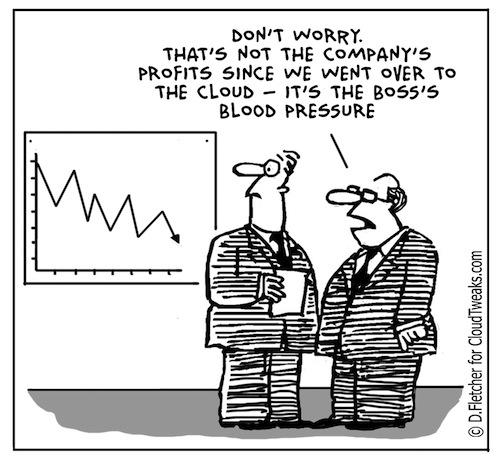 DON'T WORRY.
THAT'S NOT THE COMPANY'S
PROFITS SINCE WE WENT OVER TO
THE CLOUD – IT'S THE BOSS'S
BLOOD PRESSURE
© D.Fletcher for CloudTweaks.com